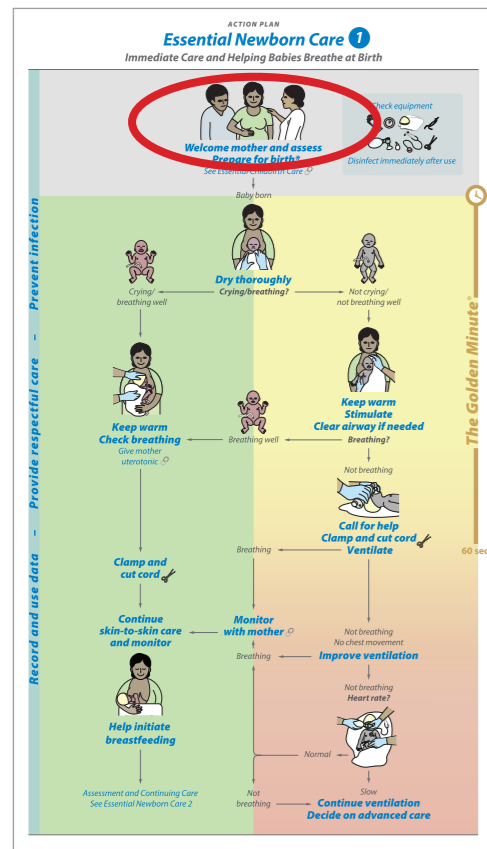 ACTION PLAN
Essential Newborn Care 1
Immediate Care and Helping Babies Breathe at Birth
Welcome mother and assess
Prepare for birth*
See Essential Childbirth Care
Check equipment
Disinfect immediately after use
Baby born
Dry thoroughly
Crying/breathing?
Crying/
breathing well
Not crying/
not breathing well
Keep warm
Check breathing
Give mother
uterotonic
Breathing well
Keep warm
Stimulate
Clear airway if needed
Breathing?
Not breathing
Call for help
Clamp and cut cord
Ventilate
Breathing
Clamp and
cut cord
Continue
skin-to-skin care
and monitor
Monitor
with mother
Not breathing
No chest movement
Breathing
Improve ventilation
Not breathing
Heart rate?
Help initiate
breastfeeding
Normal
Assessment and Continuing Care
See Essential Newborn Care 2
Not
breathing
Slow
Continue ventilation
Decide on advanced care
Record and use data – Provide respectful care – Prevent infection
The Golden Minute®
60 sec